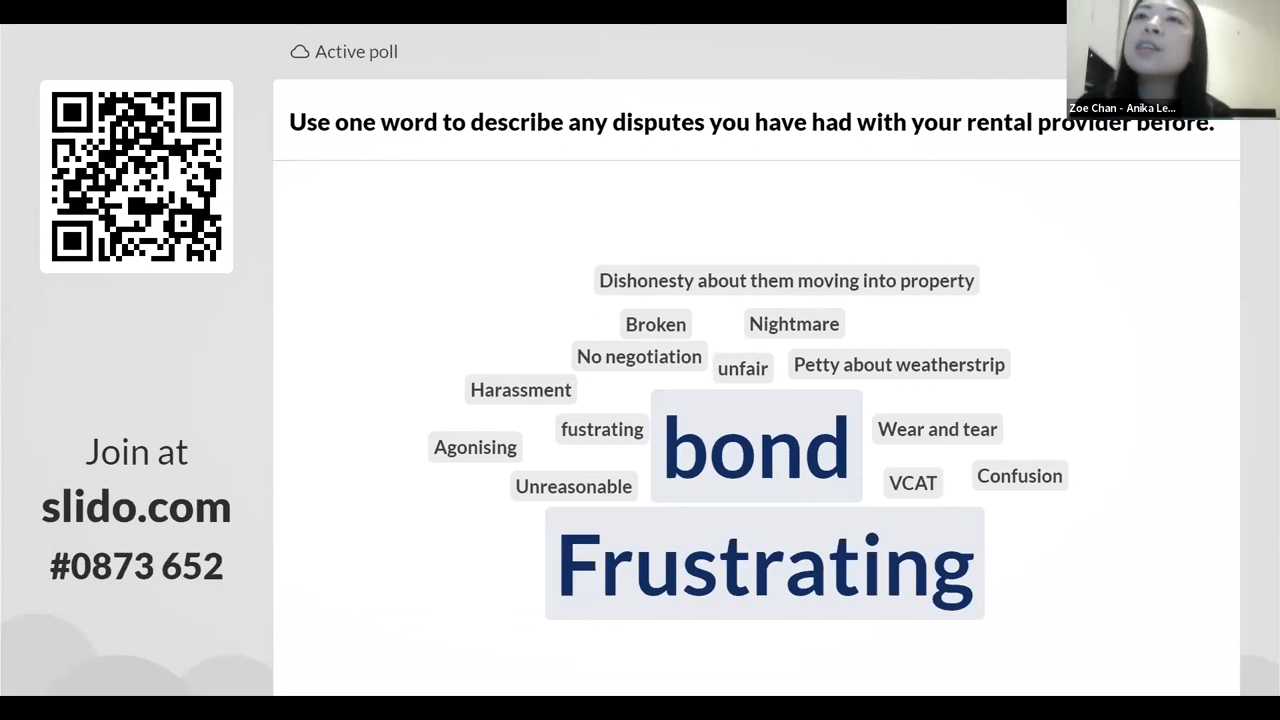 Active poll
Zoe Chan - Anika Le...
Use one word to describe any disputes you have had with your rental provider before.
Dishonesty about them moving into property
Broken
Nightmare
No negotiation
unfair
Petty about weatherstrip
Harassment
fustrating
bond
Wear and tear
Agonising
Unreasonable
VCAT
Confusion
Frustrating
Join at
slido.com
#0873 652